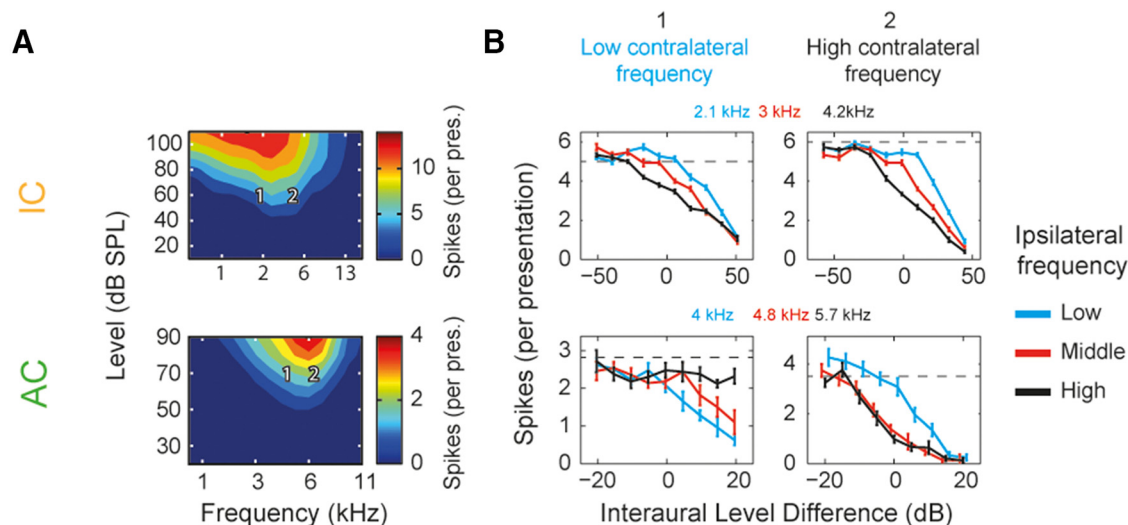 A
B
1
Low contralateral
frequency
2
High contralateral
frequency
2.1 kHz 3 kHz 4.2kHz
IC
AC
Level (dB SPL)
100
80
60
40
20
1 2
1 2 6 13
10
5
0
Spikes (per pres.)
90
70
50
30
1 2
1 3 6 11
Frequency (kHz)
4
2
0
Spikes (per pres.)
Spikes (per presentation)
6
4
2
0
−50 0 50
6
4
2
0
−50 0 50
4 kHz 4.8 kHz 5.7 kHz
3
2
1
0
−20 0 20
4
2
0
−20 0 20
Interaural Level Difference (dB)
Ipsilateral
frequency
Low
Middle
High